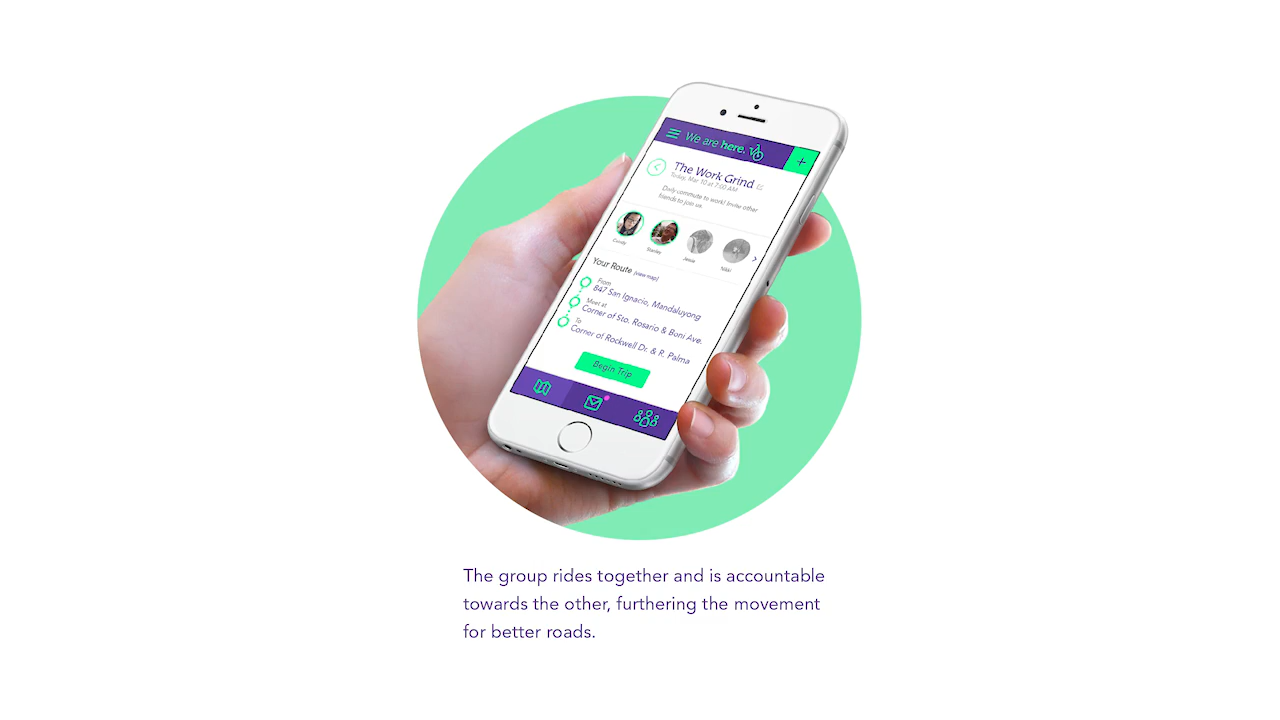 We are here.
+
The Work Grind
Today, Mar 10 at 7:00 AM
Daily commute to work! Invite other
friends to join us.
Stanley
Jessie
Nikki
Your Route (view map)
From
847 San Ignacio, Mandaluyong
Meet at
Corner of Sto. Rosario & Boni Ave.
To
Corner of Rockwell Dr. & R. Palma
Begin Trip
The group rides together and is accountable
towards the other, furthering the movement
for better roads.